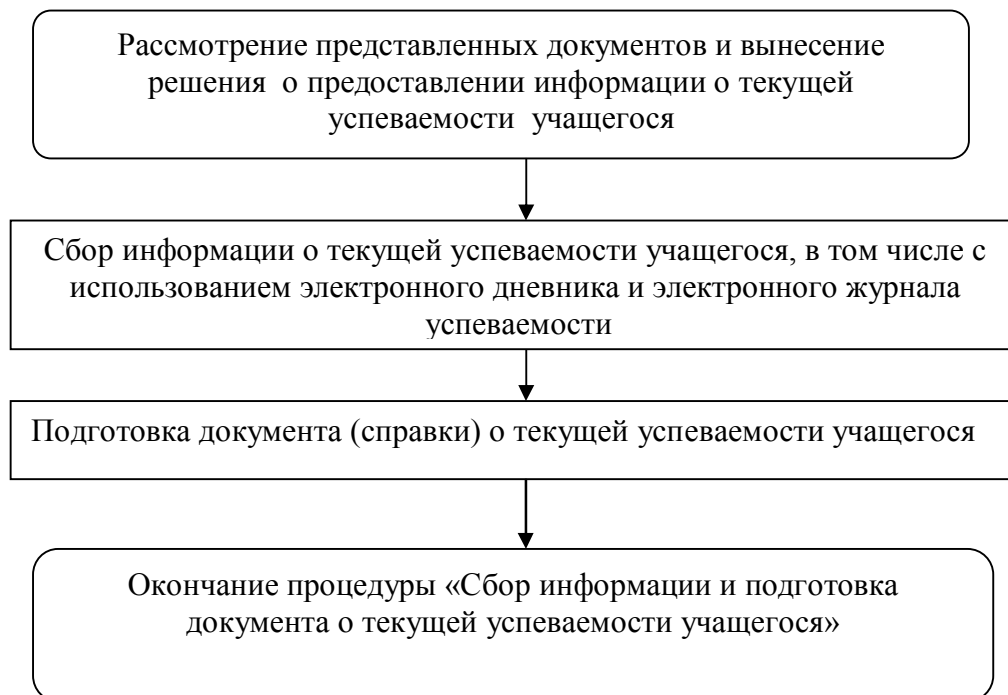 Рассмотрение представленных документов и вынесение
решения о предоставлении информации о текущей
успеваемости учащегося
Сбор информации о текущей успеваемости учащегося, в том числе с
использованием электронного дневника и электронного журнала
успеваемости
Подготовка документа (справки) о текущей успеваемости учащегося
Окончание процедуры «Сбор информации и подготовка
документа о текущей успеваемости учащегося»